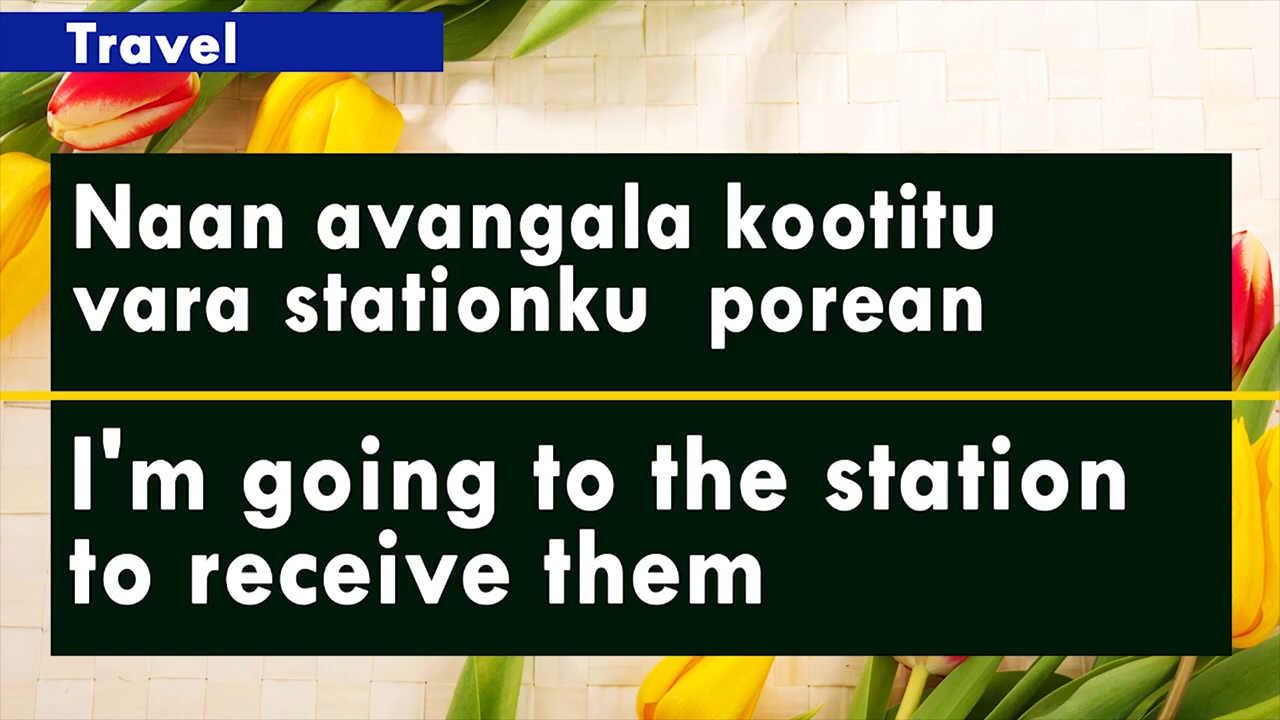 Travel
Naan avangala kootitu
vara stationku porean
I'm going to the station
to receive them